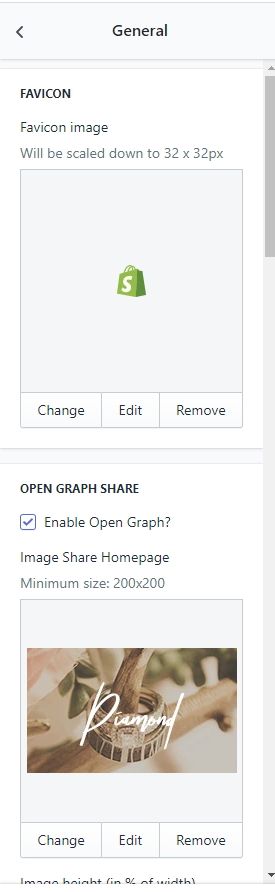 General
FAVICON
Favicon image
Will be scaled down to 32 x 32px
S
Change Edit Remove
OPEN GRAPH SHARE
Enable Open Graph?
Image Share Homepage
Minimum size: 200x200
Diamond
Change Edit Remove
Image height (in % of width)